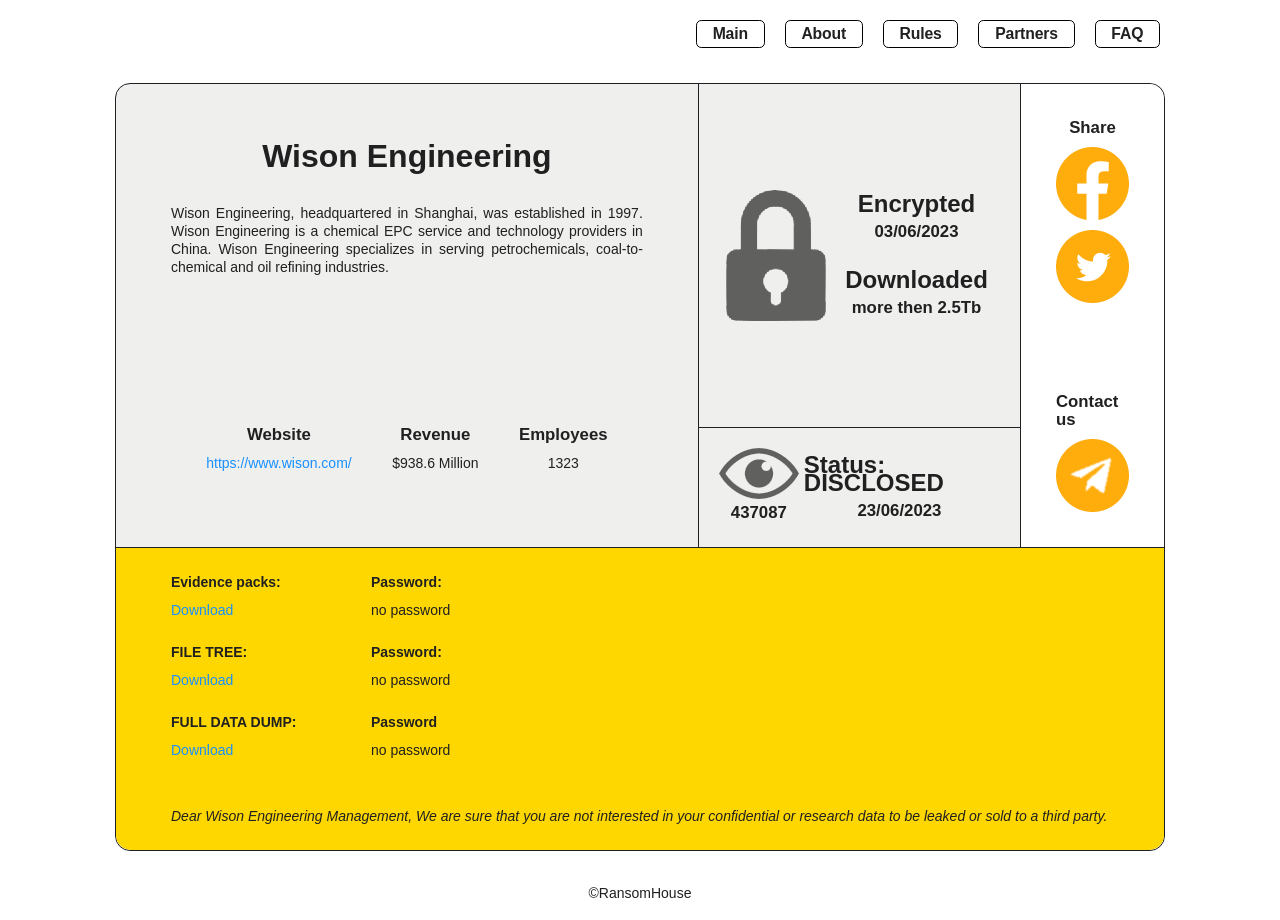 Main About Rules Partners FAQ
Wison Engineering
Wison Engineering, headquartered in Shanghai, was established in 1997.
Wison Engineering is a chemical EPC service and technology providers in
China. Wison Engineering specializes in serving petrochemicals, coal-to-
chemical and oil refining industries.
Website Revenue Employees
https://www.wison.com/ $938.6 Million 1323
Encrypted
03/06/2023
Downloaded
more then 2.5Tb
Status:
DISCLOSED
437087 23/06/2023
Share
Contact
us
Evidence packs: Password:
Download no password
FILE TREE: Password:
Download no password
FULL DATA DUMP: Password
Download no password
Dear Wison Engineering Management, We are sure that you are not interested in your confidential or research data to be leaked or sold to a third party.
©RansomHouse